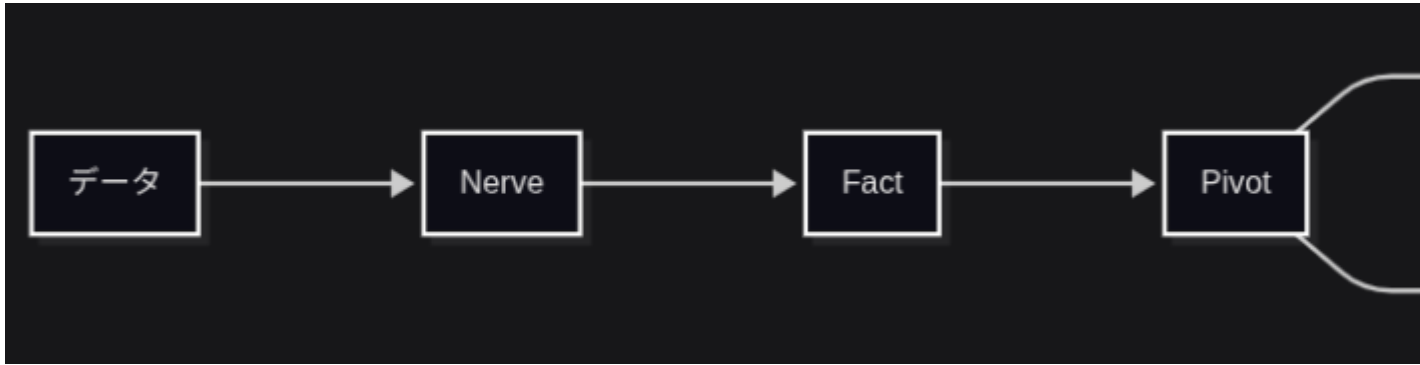 データ
Nerve
Fact
Pivot